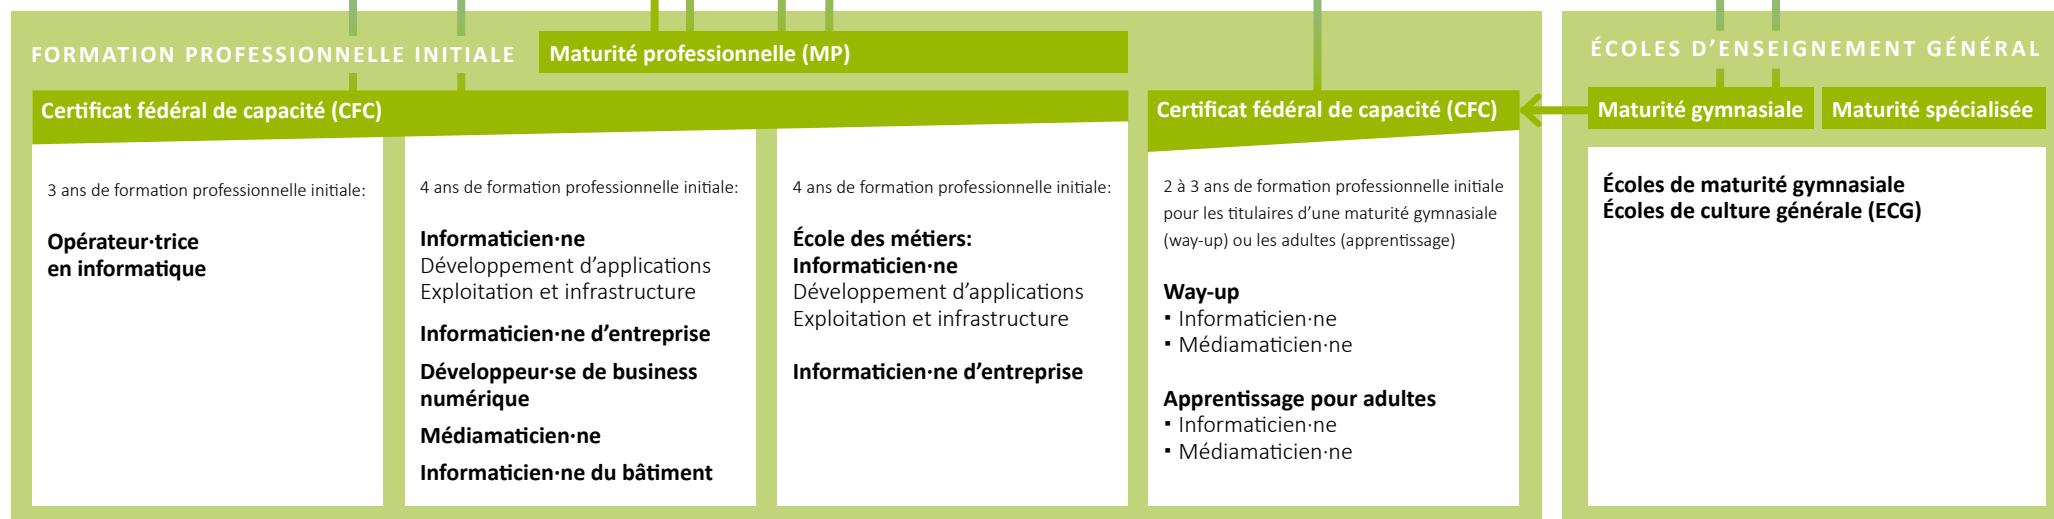 FORMATION PROFESSIONNELLE INITIALE
Maturité professionnelle (MP)
Certificat fédéral de capacité (CFC)
3 ans de formation professionnelle initiale:
Opérateur·trice
en informatique
4 ans de formation professionnelle initiale:
Informaticien·ne
Développement d’applications
Exploitation et infrastructure
Informaticien·ne d’entreprise
Développeur·se de business
numérique
Médiamaticien·ne
Informaticien·ne du bâtiment
4 ans de formation professionnelle initiale:
École des métiers:
Informaticien·ne
Développement d’applications
Exploitation et infrastructure
Informaticien·ne d’entreprise
Certificat fédéral de capacité (CFC)
2 à 3 ans de formation professionnelle initiale
pour les titulaires d’une maturité gymnasiale
(way-up) ou les adultes (apprentissage)
Way-up
▪ Informaticien·ne
▪ Médiamaticien·ne
Apprentissage pour adultes
▪ Informaticien·ne
▪ Médiamaticien·ne
ÉCOLES D’ENSEIGNEMENT GÉNÉRAL
Maturité gymnasiale
Maturité spécialisée
Écoles de maturité gymnasiale
Écoles de culture générale (ECG)